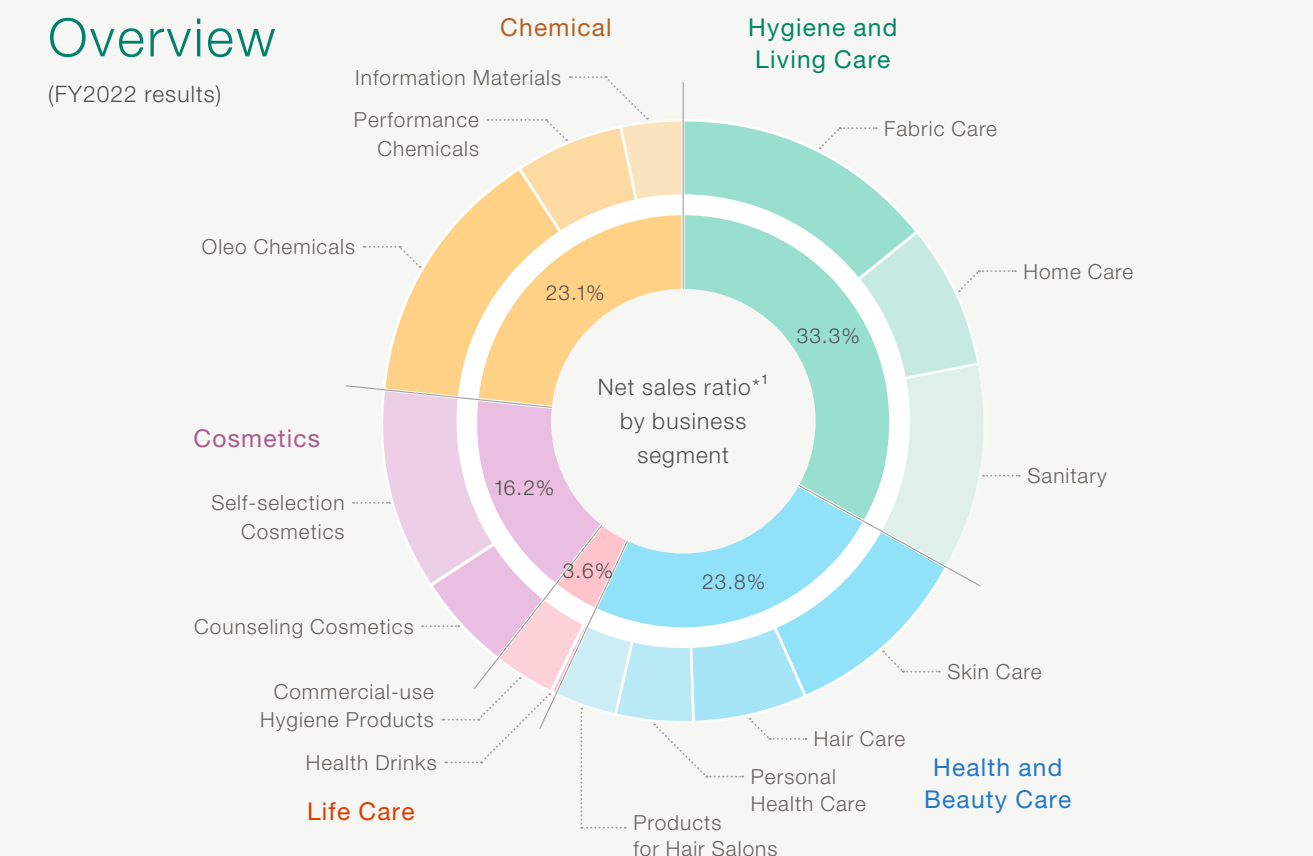 Overview
(FY2022 results)
Chemical
Hygiene and
Living Care
Information Materials
Performance
Chemicals
Fabric Care
Oleo Chemicals
Home Care
23.1%
33.3%
Net sales ratio*¹
by business
segment
Cosmetics
Sanitary
Self-selection
Cosmetics
16.2%
3.6%
23.8%
Counseling Cosmetics
Skin Care
Commercial-use
Hygiene Products
Hair Care
Health Drinks
Health and
Beauty Care
Personal
Health Care
Life Care
Products
for Hair Salons